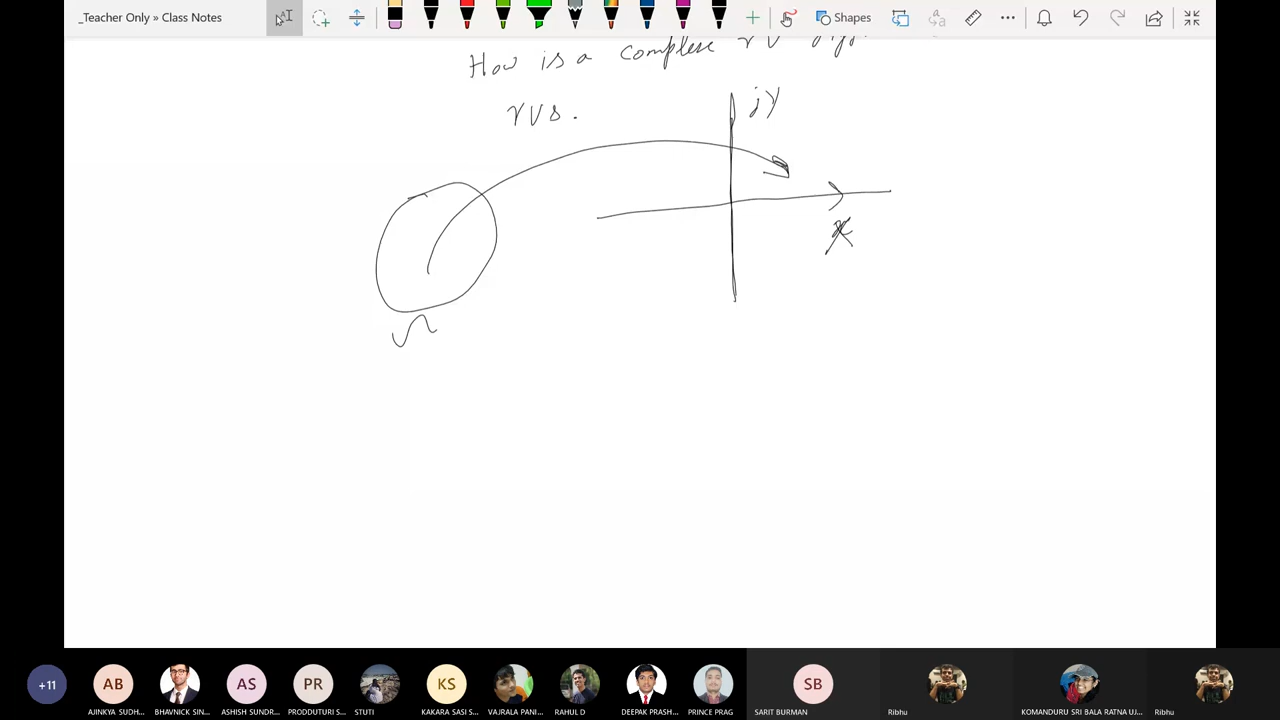 _Teacher Only » Class Notes
Shapes
How is a complex rv
rvs.
jy
x
Ω
+11
AB
AS
PR
KS
SB
AJINKYA SUDH...
BHAVNICK SIN...
ASHISH SUNDR...
PRODDUTURI S...
STUTI
KAKARA SASI S...
VAJRALA PANI...
RAHUL D
DEEPAK PRASH...
PRINCE PRAG
SARIT BURMAN
Ribhu
KOMANDURU SRI BALA RATNA UJ...
Ribhu